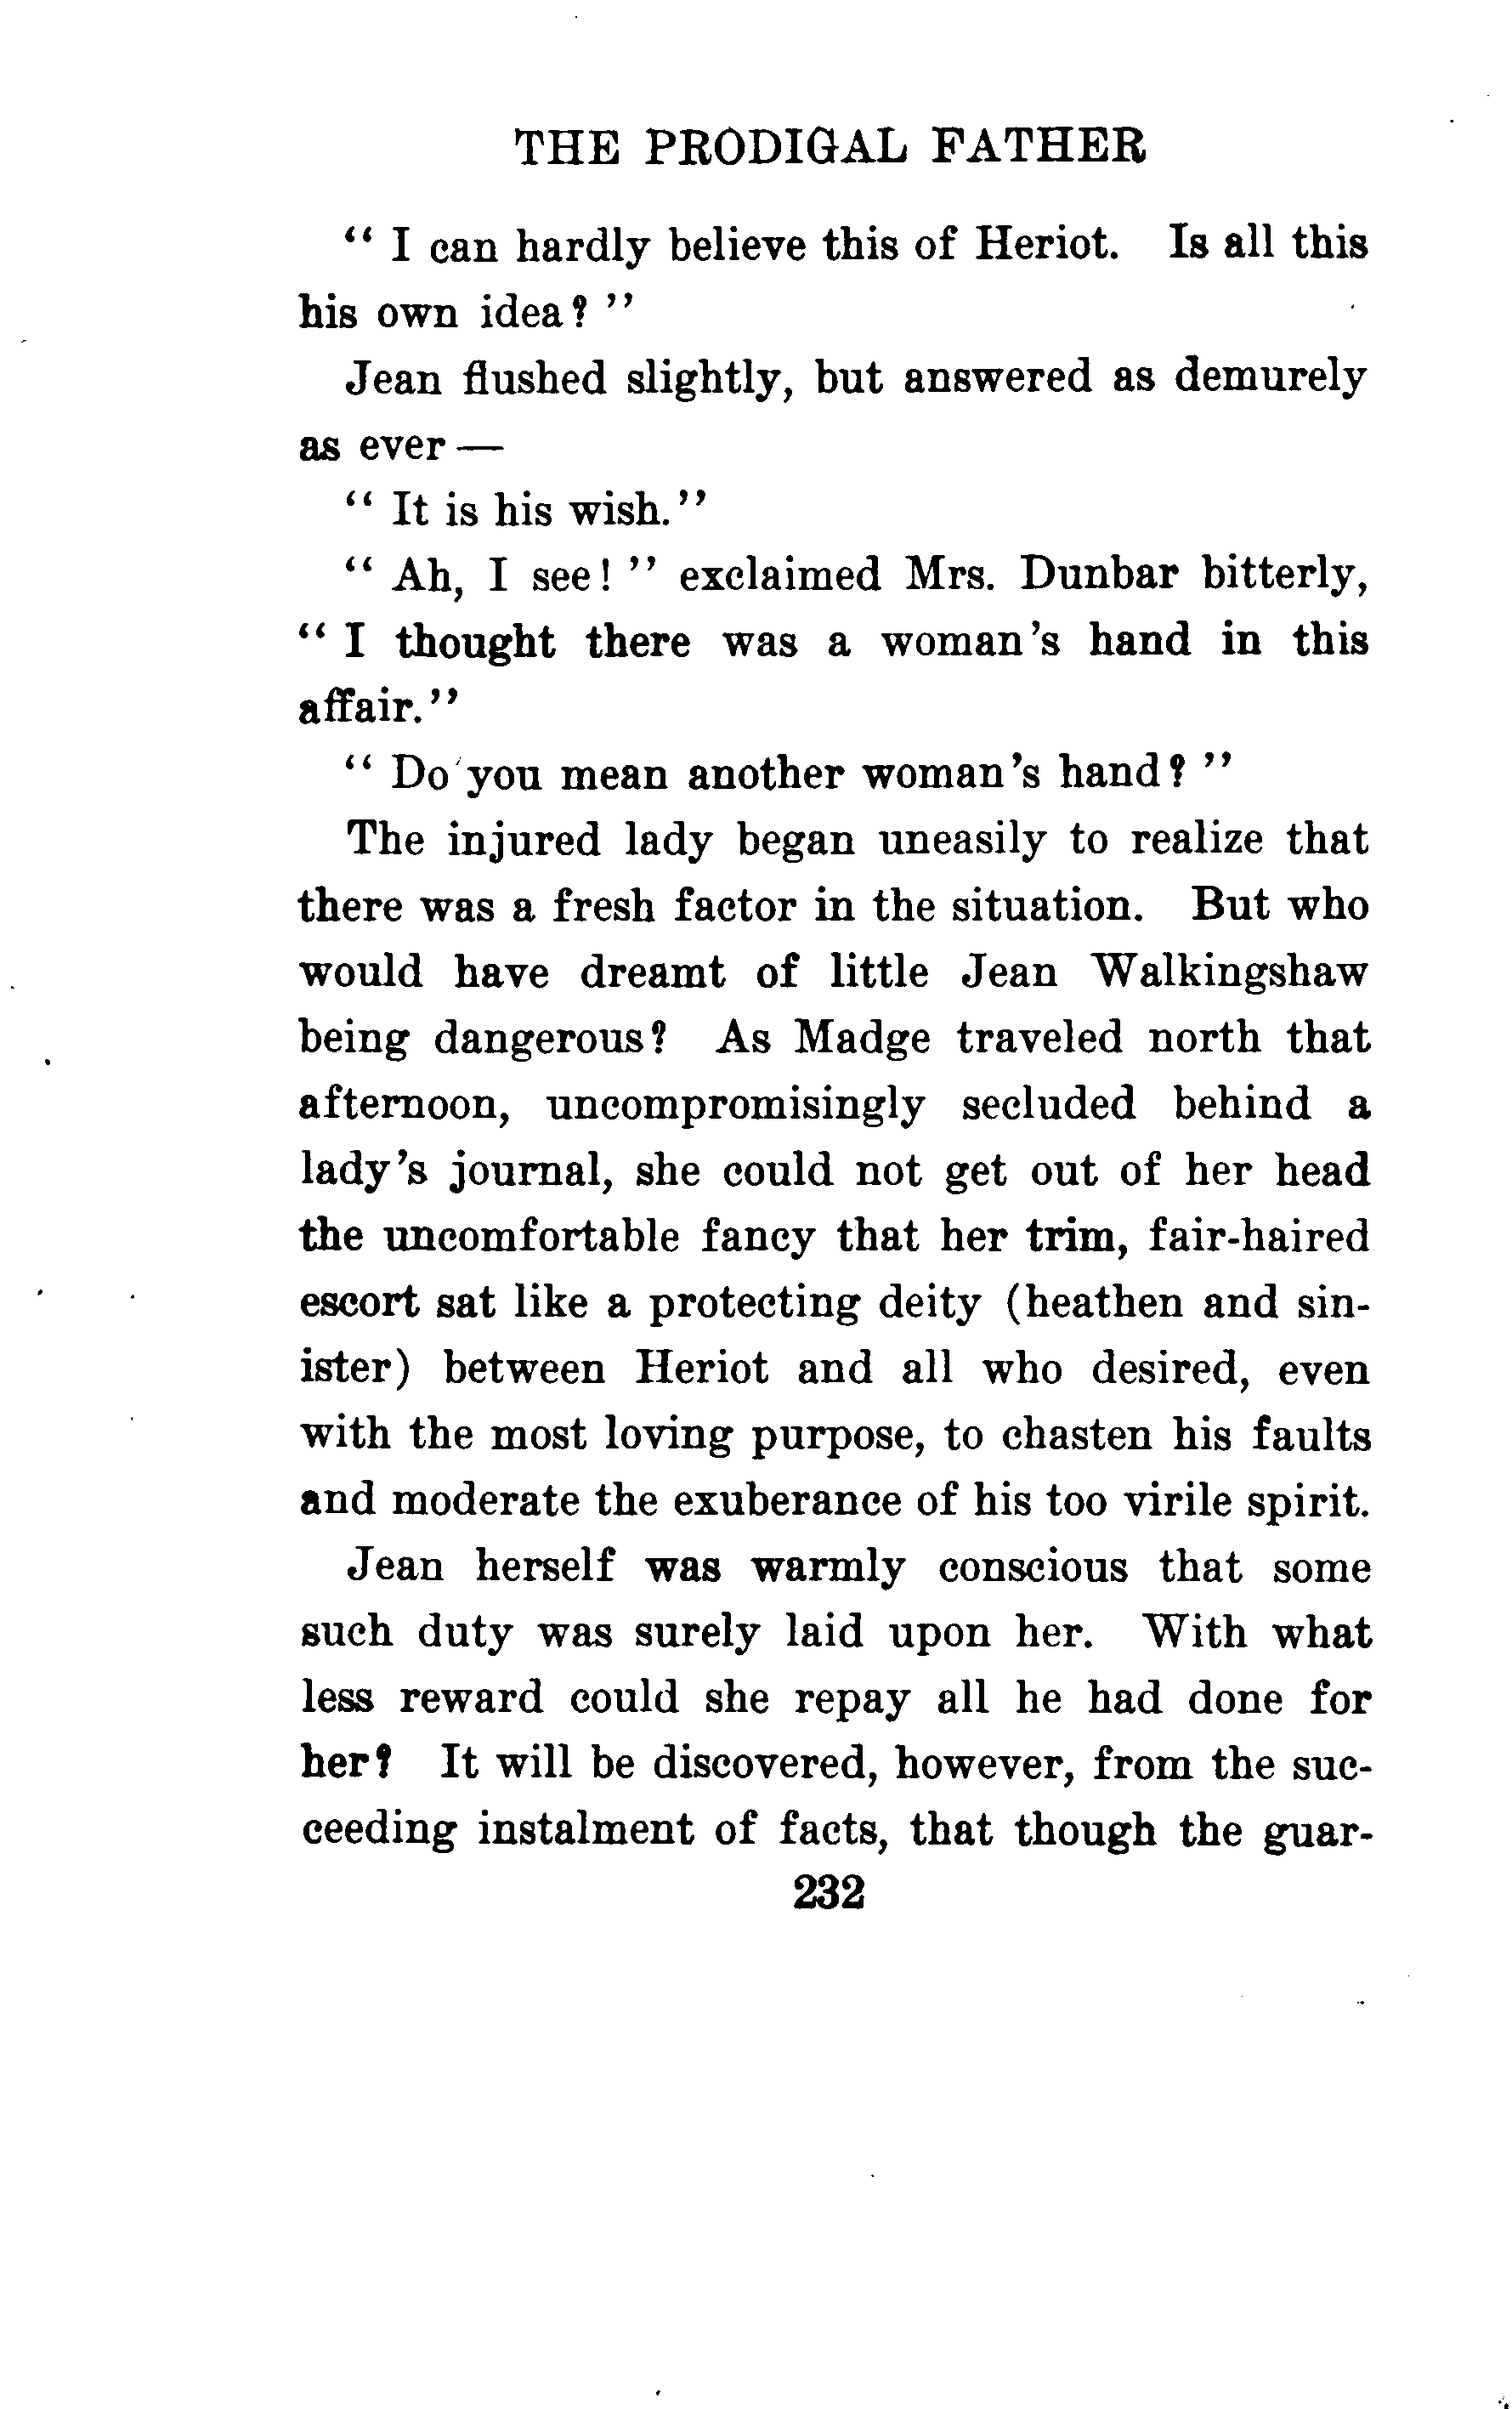 THE PRODIGAL FATHER
“ I can hardly believe this of Heriot. Is all this
his own idea? ”
Jean flushed slightly, but answered as demurely
as ever —
“ It is his wish.”
“ Ah, I see! ” exclaimed Mrs. Dunbar bitterly,
“ I thought there was a woman's hand in this
affair.”
“ Do you mean another woman's hand? ”
The injured lady began uneasily to realize that
there was a fresh factor in the situation. But who
would have dreamt of little Jean Walkingshaw
being dangerous? As Madge traveled north that
afternoon, uncompromisingly secluded behind a
lady's journal, she could not get out of her head
the uncomfortable fancy that her trim, fair-haired
escort sat like a protecting deity (heathen and sin-
ister) between Heriot and all who desired, even
with the most loving purpose, to chasten his faults
and moderate the exuberance of his too virile spirit.
Jean herself was warmly conscious that some
such duty was surely laid upon her. With what
less reward could she repay all he had done for
her? It will be discovered, however, from the suc-
ceeding instalment of facts, that though the guar-
232